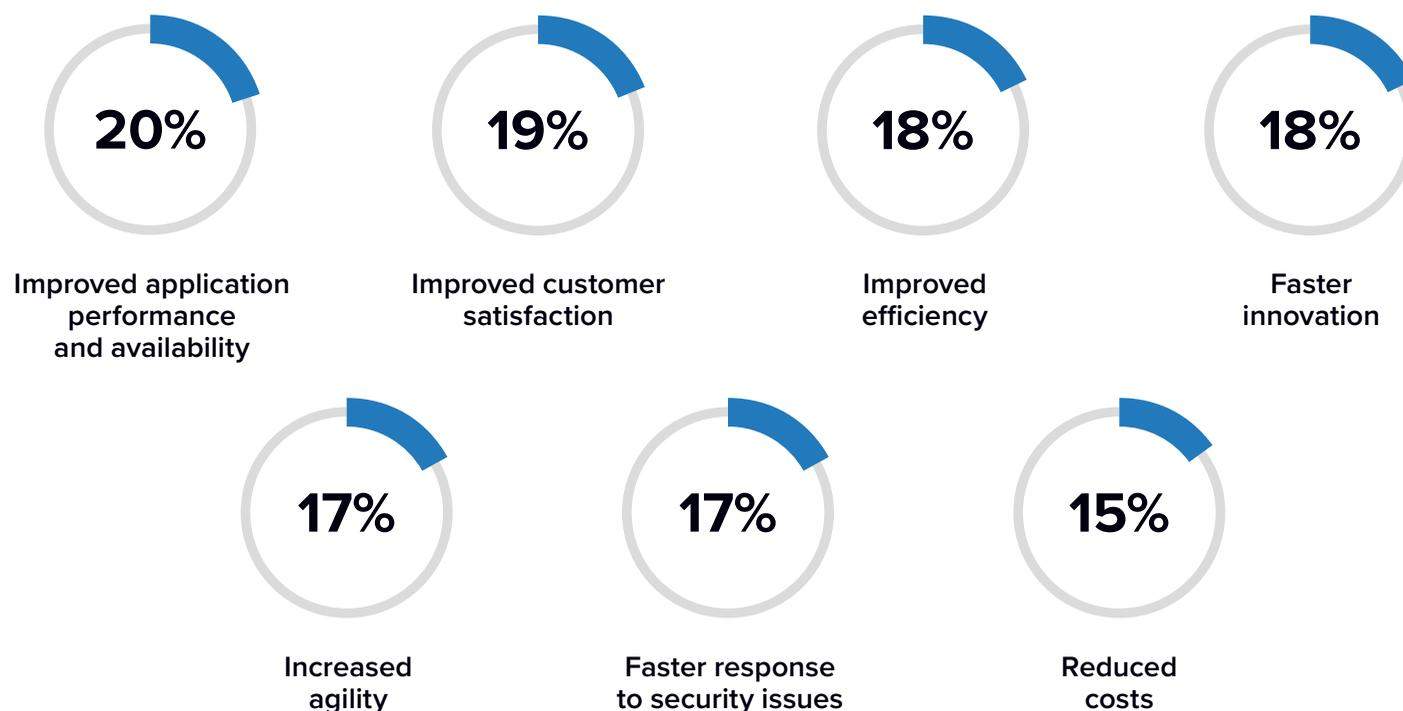 20%
19%
18%
18%
Improved application
performance
and availability
Improved customer
satisfaction
Improved
efficiency
Faster
innovation
17%
17%
15%
Increased
agility
Faster response
to security issues
Reduced
costs